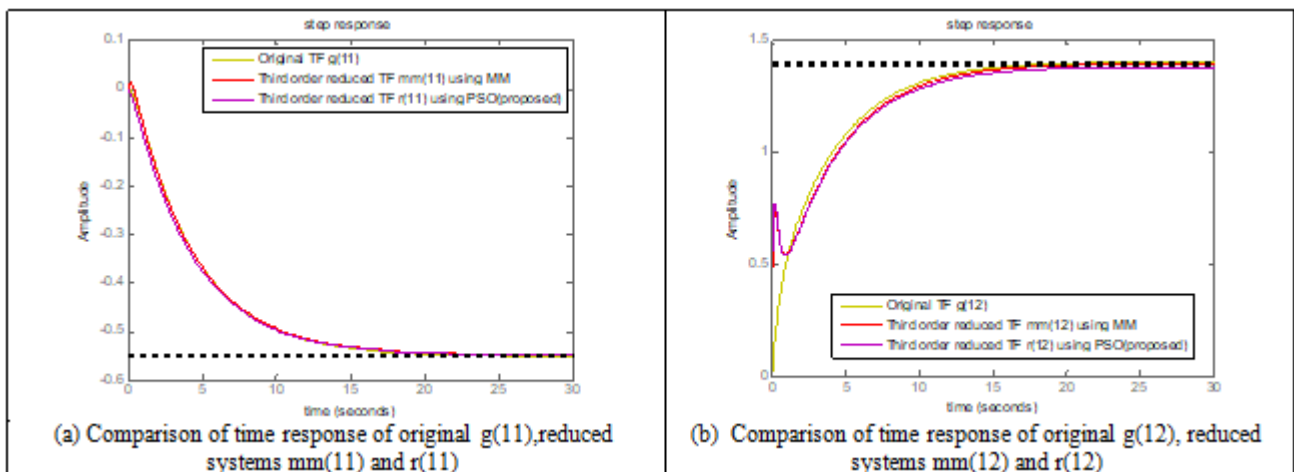 step response
0.1
0
-0.1
-0.2
-0.3
-0.4
-0.5
-0.6
Amplitude
Original TF g(11)
Third order reduced TF mm(11) using MM
Third order reduced TF r(11) using PSO(proposed)
0 5 10 15 20 25 30
time (seconds)
(a) Comparison of time response of original g(11),reduced
systems mm(11) and r(11)
step response
1.5
1
0.5
0
Amplitude
Original TF g(12)
Third order reduced TF mm(12) using MM
Third order reduced TF r(12) using PSO(proposed)
0 5 10 15 20 25 30
time (seconds)
(b) Comparison of time response of original g(12), reduced
systems mm(12) and r(12)